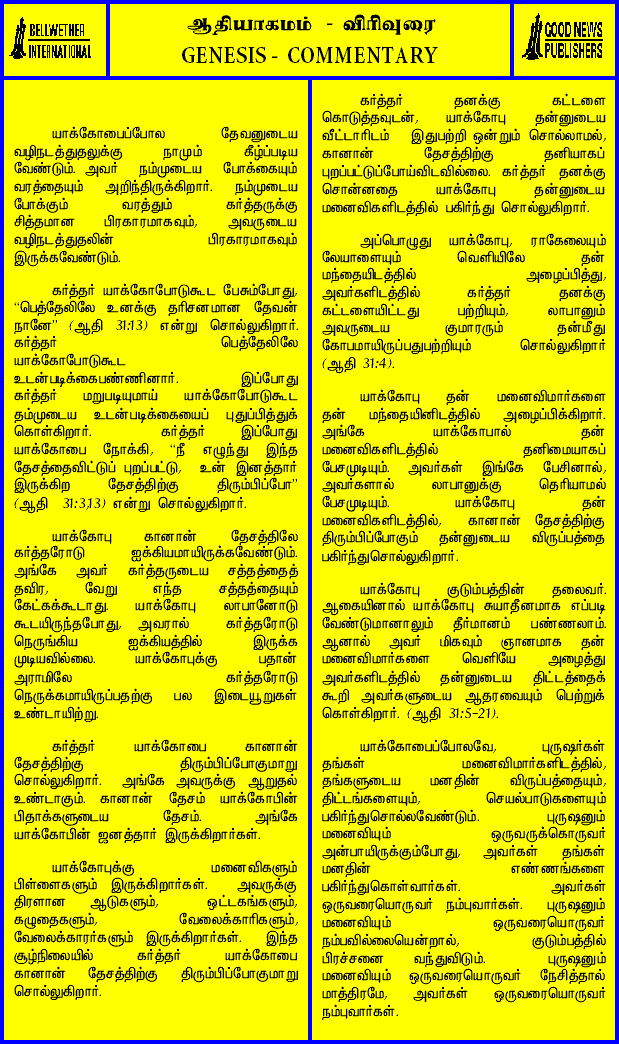 BELLWETHER
INTERNATIONAL
ஆதியாகமம் - விரிவுரை
GENESIS - COMMENTARY
GOOD NEWS
PUBLISHERS
யாக்கோபைப்போல தேவனுடைய
வழிநடத்துதலுக்கு நாமும் கீழ்ப்படிய
வேண்டும். அவர் நம்முடைய போக்கையும்
வரத்தையும் அறிந்திருக்கிறார். நம்முடைய
போக்கும் வரத்தும் கர்த்தருக்கு
சித்தமான பிரகாரமாகவும், அவருடைய
வழிநடத்துதலின் பிரகாரமாகவும்
இருக்கவேண்டும்.
கர்த்தர் யாக்கோபோடுகூட பேசும்போது,
“பெத்தேலிலே உனக்கு தரிசனமான தேவன்
நானே” (ஆதி 31:13) என்று சொல்லுகிறார்.
கர்த்தர் பெத்தேலிலே
யாக்கோபோடுகூட
உடன்படிக்கைபண்ணினார். இப்போது
கர்த்தர் மறுபடியுமாய் யாக்கோபோடுகூட
தம்முடைய உடன்படிக்கையைப் புதுப்பித்துக்
கொள்கிறார். கர்த்தர் இப்போது
யாக்கோபை நோக்கி, “நீ எழுந்து இந்த
தேசத்தைவிட்டுப் புறப்பட்டு, உன் இனத்தார்
இருக்கிற தேசத்திற்கு திரும்பிப்போ”
(ஆதி 31:3,13) என்று சொல்லுகிறார்.
யாக்கோபு கானான் தேசத்திலே
கர்த்தரோடு ஐக்கியமாயிருக்கவேண்டும்.
அங்கே அவர் கர்த்தருடைய சத்தத்தைத்
தவிர, வேறு எந்த சத்தத்தையும்
கேட்கக்கூடாது. யாக்கோபு லாபானோடு
கூடயிருந்தபோது, அவரால் கர்த்தரோடு
நெருங்கிய ஐக்கியத்தில் இருக்க
முடியவில்லை. யாக்கோபுக்கு பதான்
அராமிலே கர்த்தரோடு
நெருக்கமாயிருப்பதற்கு பல இடையூறுகள்
உண்டாயிற்று.
கர்த்தர் யாக்கோபை கானான்
தேசத்திற்கு திரும்பிப்போகுமாறு
சொல்லுகிறார். அங்கே அவருக்கு ஆறுதல்
உண்டாகும். கானான் தேசம் யாக்கோபின்
பிதாக்களுடைய தேசம். அங்கே
யாக்கோபின் ஜனத்தார் இருக்கிறார்கள்.
யாக்கோபுக்கு மனைவிகளும்
பிள்ளைகளும் இருக்கிறார்கள். அவருக்கு
திரளான ஆடுகளும், ஒட்டகங்களும்,
கழுதைகளும், வேலைக்காரிகளும்,
வேலைக்காரர்களும் இருக்கிறார்கள். இந்த
சூழ்நிலையில் கர்த்தர் யாக்கோபை
கானான் தேசத்திற்கு திரும்பிப்போகுமாறு
சொல்லுகிறார்.
கர்த்தர் தனக்கு கட்டளை
கொடுத்தவுடன், யாக்கோபு தன்னுடைய
வீட்டாரிடம் இதுபற்றி ஒன்றும் சொல்லாமல்,
கானான் தேசத்திற்கு தனியாகப்
புறப்பட்டுப்போய்விடவில்லை. கர்த்தர் தனக்கு
சொன்னதை யாக்கோபு தன்னுடைய
மனைவிகளிடத்தில் பகிர்ந்து சொல்லுகிறார்.
அப்பொழுது யாக்கோபு, ராகேலையும்
லேயாளையும் வெளியிலே தன்
மந்தையிடத்தில் அழைப்பித்து,
அவர்களிடத்தில் கர்த்தர் தனக்கு
கட்டளையிட்டது பற்றியும், லாபானும்
அவருடைய குமாரரும் தன்மீது
கோபமாயிருப்பதுபற்றியும் சொல்லுகிறார்
(ஆதி 31:4).
யாக்கோபு தன் மனைவிமார்களை
தன் மந்தையினிடத்தில் அழைப்பிக்கிறார்.
அங்கே யாக்கோபால் தன்
மனைவிகளிடத்தில் தனிமையாகப்
பேசமுடியும். அவர்கள் இங்கே பேசினால்,
அவர்களால் லாபானுக்கு தெரியாமல்
பேசமுடியும். யாக்கோபு தன்
மனைவிகளிடத்தில், கானான் தேசத்திற்கு
திரும்பிப்போகும் தன்னுடைய விருப்பத்தை
பகிர்ந்துசொல்லுகிறார்.
யாக்கோபு குடும்பத்தின் தலைவர்.
ஆகையினால் யாக்கோபு சுயாதீனமாக எப்படி
வேண்டுமானாலும் தீர்மானம் பண்ணலாம்.
ஆனால் அவர் மிகவும் ஞானமாக தன்
மனைவிமார்களை வெளியே அழைத்து
அவர்களிடத்தில் தன்னுடைய திட்டத்தைக்
கூறி அவர்களுடைய ஆதரவையும் பெற்றுக்
கொள்கிறார். (ஆதி 31:5-21).
யாக்கோபைப்போலவே, புருஷர்கள்
தங்கள் மனைவிமார்களிடத்தில்,
தங்களுடைய மனதின் விருப்பத்தையும்,
திட்டங்களையும், செயல்பாடுகளையும்
பகிர்ந்துசொல்லவேண்டும். புருஷனும்
மனைவியும் ஒருவருக்கொருவர்
அன்பாயிருக்கும்போது, அவர்கள் தங்கள்
மனதின் எண்ணங்களை
பகிர்ந்துகொள்வார்கள். அவர்கள்
ஒருவரையொருவர் நம்புவார்கள். புருஷனும்
மனைவியும் ஒருவரையொருவர்
நம்பவில்லையென்றால், குடும்பத்தில்
பிரச்சனை வந்துவிடும். புருஷனும்
மனைவியும் ஒருவரையொருவர் நேசித்தால்
மாத்திரமே, அவர்கள் ஒருவரையொருவர்
நம்புவார்கள்.